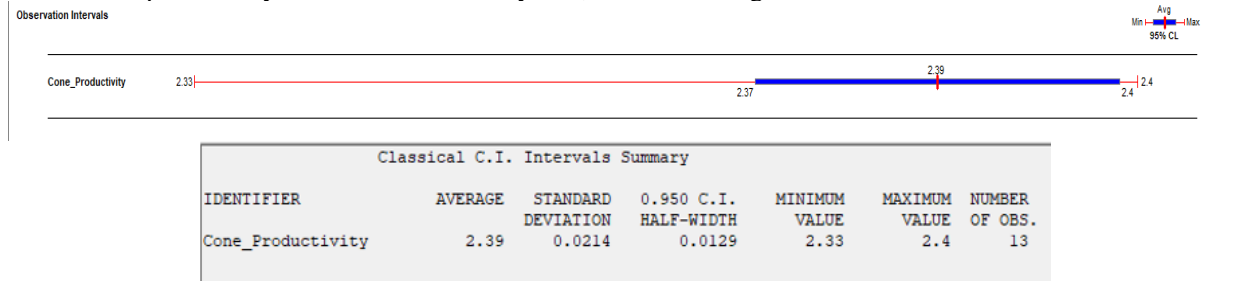 Observation Intervals
Avg
Min Max
95% CL
Cone_Productivity 2.33 2.37 2.39 2.4 2.4
Classical C.I. Intervals Summary
IDENTIFIER AVERAGE STANDARD 0.950 C.I. MINIMUM MAXIMUM NUMBER
DEVIATION HALF-WIDTH VALUE VALUE OF OBS.
Cone_Productivity 2.39 0.0214 0.0129 2.33 2.4 13